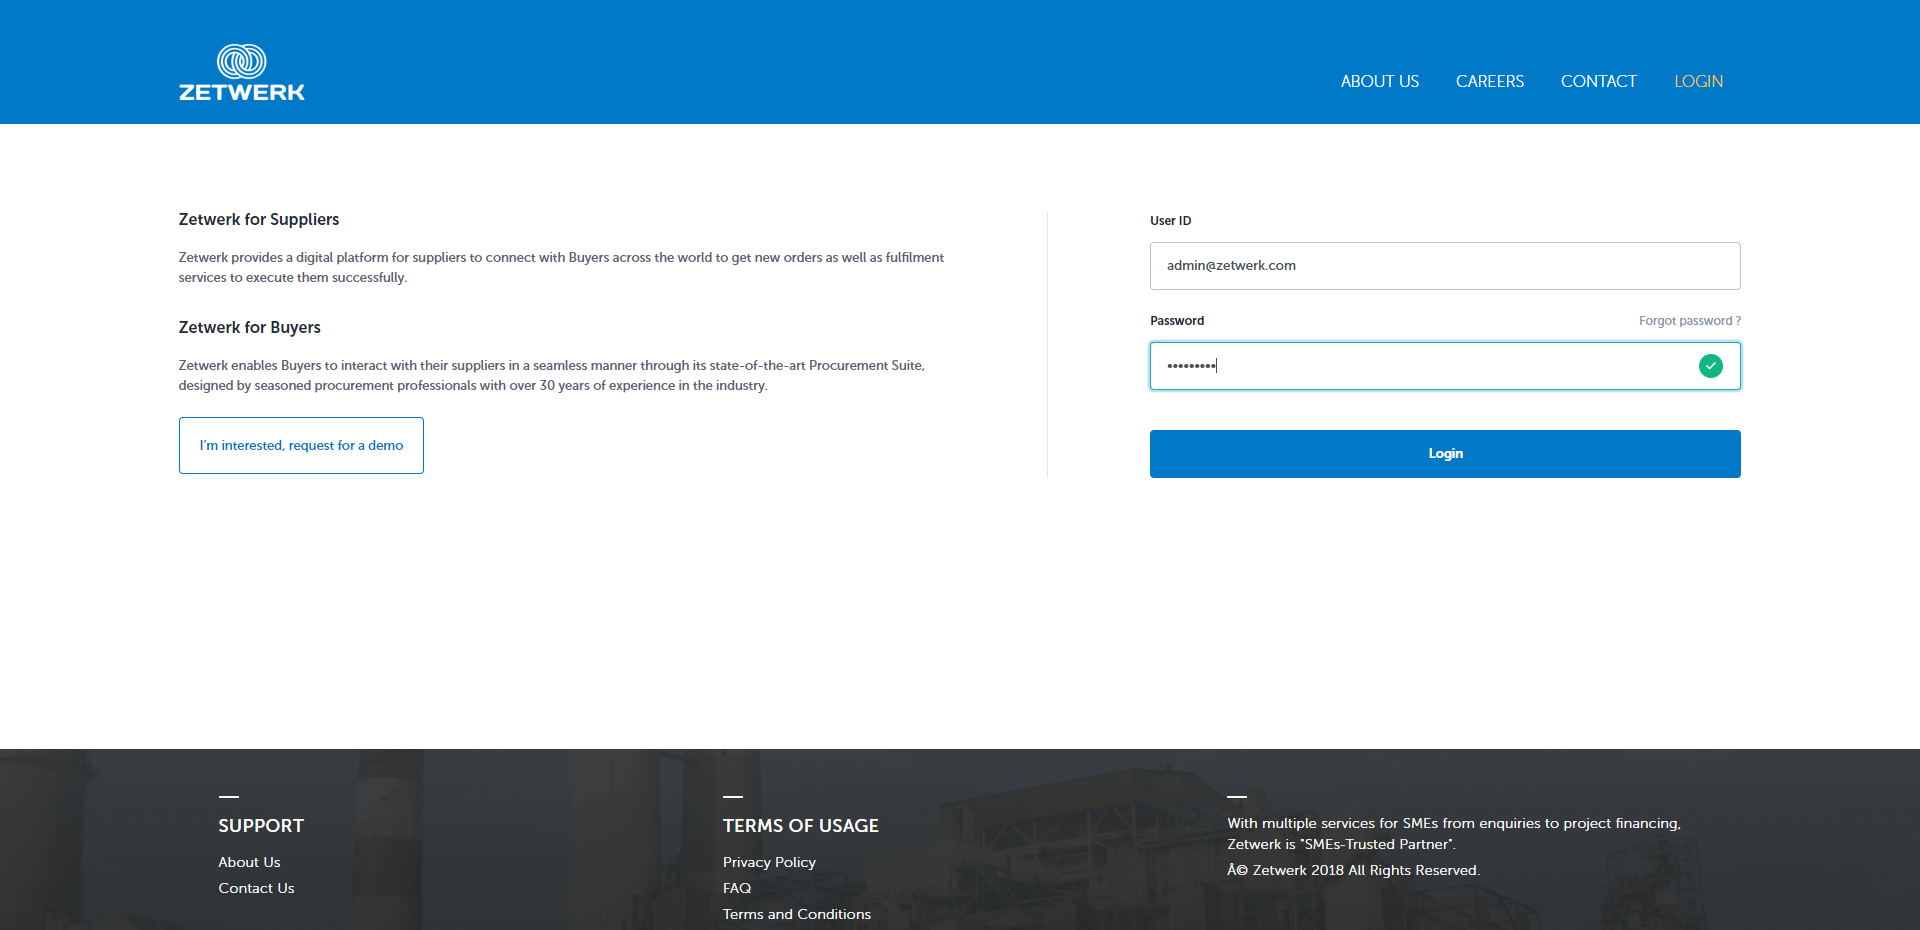 ZETWERK
ABOUT US
CAREERS
CONTACT
LOGIN
Zetwerk for Suppliers
Zetwerk provides a digital platform for suppliers to connect with Buyers across the world to get new orders as well as fulfilment
services to execute them successfully.
Zetwerk for Buyers
Zetwerk enables Buyers to interact with their suppliers in a seamless manner through its state-of-the-art Procurement Suite,
designed by seasoned procurement professionals with over 30 years of experience in the industry.
I'm interested, request for a demo
User ID
admin@zetwerk.com
Password
Forgot password ?
•••••••••
Login
SUPPORT
About Us
Contact Us
TERMS OF USAGE
Privacy Policy
FAQ
Terms and Conditions
With multiple services for SMEs from enquiries to project financing,
Zetwerk is "SMEs-Trusted Partner".
Â© Zetwerk 2018 All Rights Reserved.